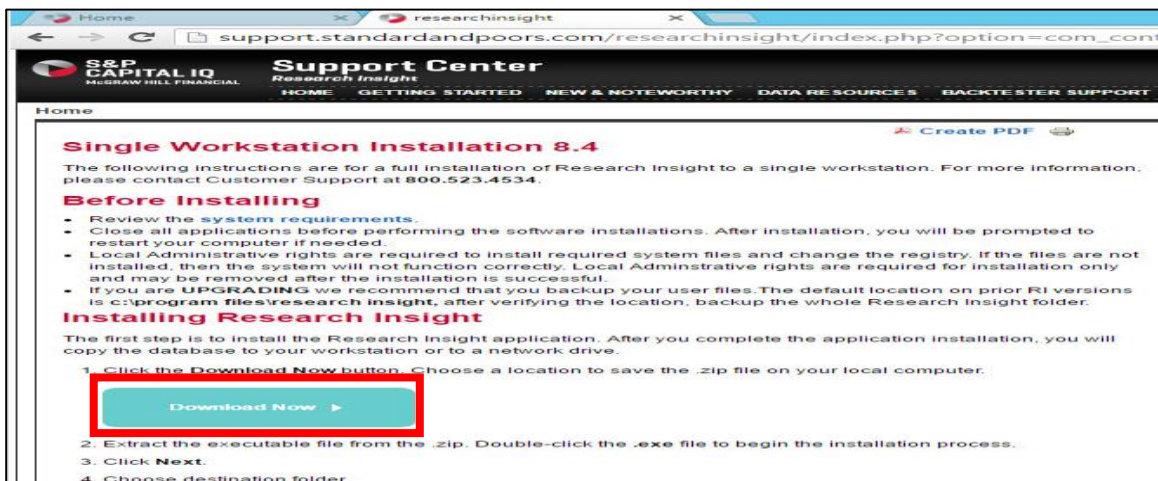 Home
researchinsight
support.standardandpoors.com/researchinsight/index.php?option=com_cont
S&P
CAPITAL IQ
McGRAW HILL FINANCIAL
Support Center
Research Insight
HOME GETTING STARTED NEW & NOTEWORTHY DATA RESOURCES BACKTESTER SUPPORT
Home
Create PDF
Single Workstation Installation 8.4
The following instructions are for a full installation of Research Insight to a single workstation. For more information,
please contact Customer Support at 800.523.4534.
Before Installing
• Review the system requirements.
• Close all applications before performing the software installations. After installation, you will be prompted to
restart your computer if needed.
• Local Administrative rights are required to install required system files and change the registry. If the files are not
installed, then the system will not function correctly. Local Adminstrative rights are required for installation only
and may be removed after the installation is successful.
• If you are UPGRADING we recommend that you backup your user files.The default location on prior RI versions
is c:\program files\research insight, after verifying the location, backup the whole Research Insight folder.
Installing Research Insight
The first step is to install the Research Insight application. After you complete the application installation, you will
copy the database to your workstation or to a network drive.
1. Click the Download Now button. Choose a location to save the .zip file on your local computer.
Download Now
2. Extract the executable file from the .zip. Double-click the .exe file to begin the installation process.
3. Click Next.
4. Choose destination folder